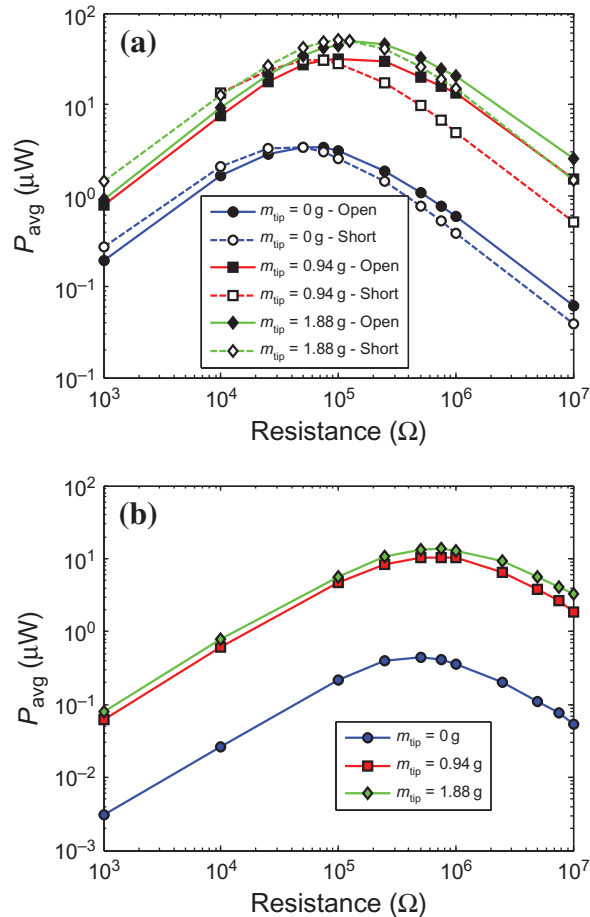 (a)
P_avg (μW)
10^2
10^1
10^0
10^−1
10^−2
m_tip = 0 g - Open
m_tip = 0 g - Short
m_tip = 0.94 g - Open
m_tip = 0.94 g - Short
m_tip = 1.88 g - Open
m_tip = 1.88 g - Short
10^3 10^4 10^5 10^6 10^7
Resistance (Ω)
(b)
P_avg (μW)
10^2
10^1
10^0
10^−1
10^−2
10^−3
m_tip = 0 g
m_tip = 0.94 g
m_tip = 1.88 g
10^3 10^4 10^5 10^6 10^7
Resistance (Ω)